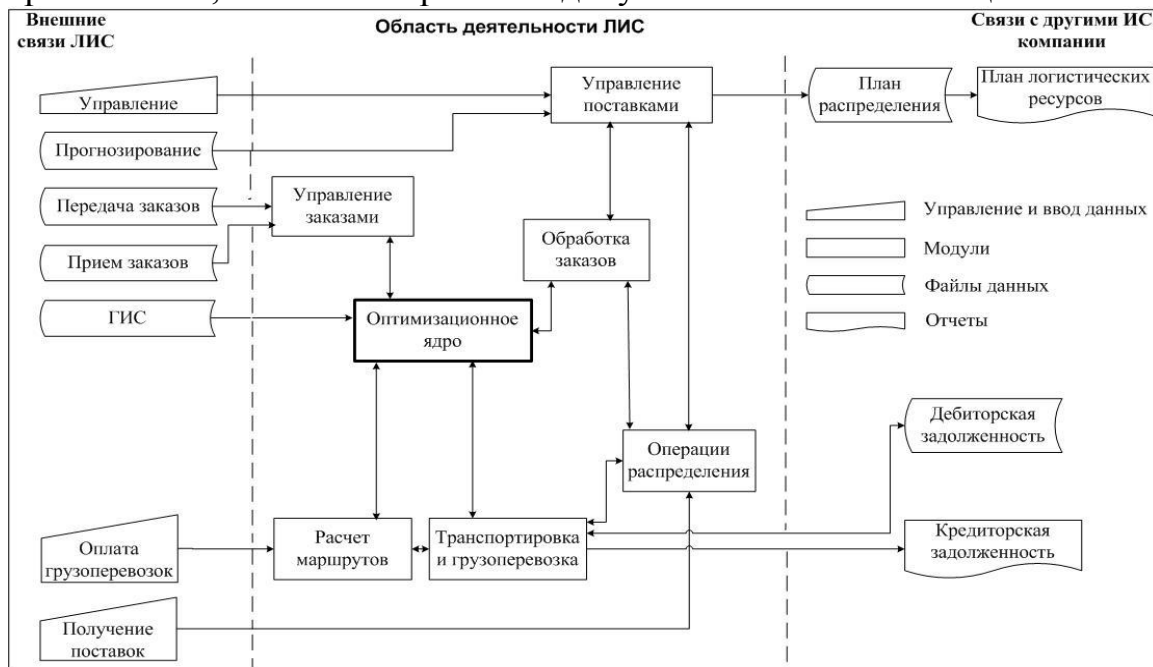 Внешние
связи ЛИС
Область деятельности ЛИС
Связи с другими ИС
компании
Управление
Управление
поставками
План
распределения
План логистических
ресурсов
Прогнозирование
Передача заказов
Управление
заказами
Управление и ввод данных
Прием заказов
Обработка
заказов
Модули
Файлы данных
ГИС
Оптимизационное
ядро
Отчеты
Дебиторская
задолженность
Операции
распределения
Оплата
грузоперевозок
Расчет
маршрутов
Транспортировка
и грузоперевозка
Кредиторская
задолженность
Получение
поставок